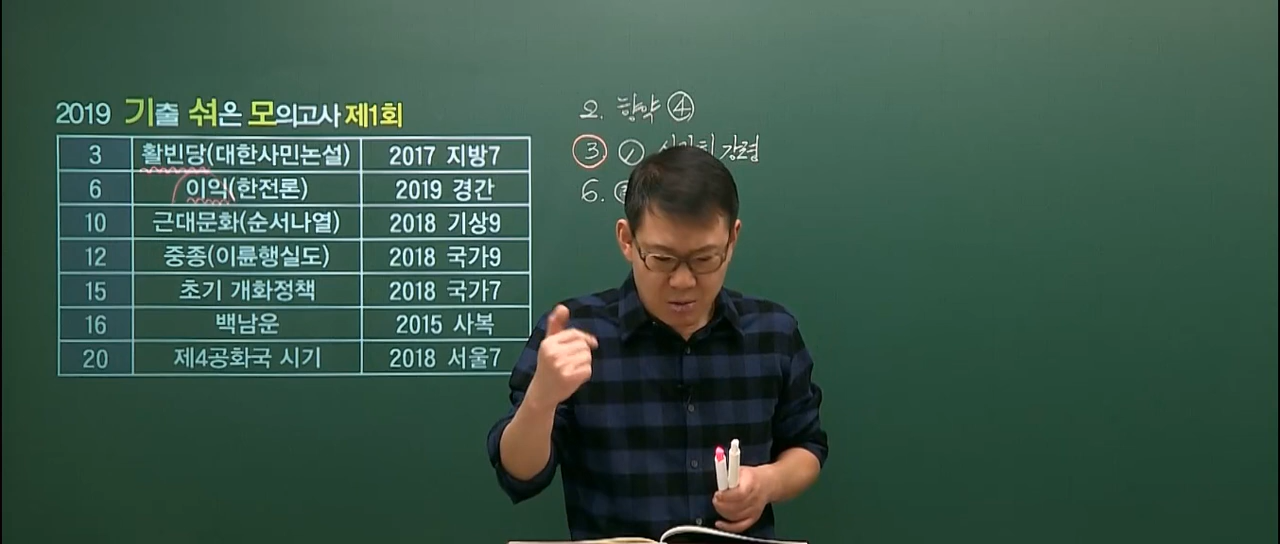 2019 기출 섞은 모의고사 제1회
3 활빈당(대한사민논설) 2017 지방7
6 이익(한전론) 2019 경간
10 근대문화(순서나열) 2018 기상9
12 중종(이륜행실도) 2018 국가9
15 초기 개화정책 2018 국가7
16 백남운 2015 사복
20 제4공화국 시기 2018 서울7
2. 향약 ④
3. ① 강령
6.